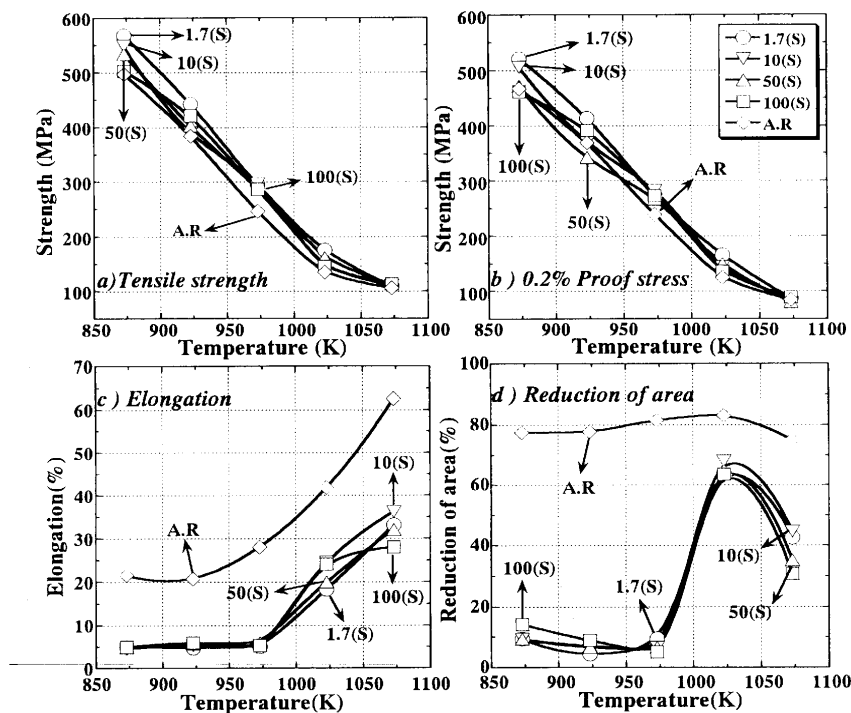 600
500
400
300
200
100
Strength (MPa)
1.7(S)
10(S)
50(S)
100(S)
A.R
a)Tensile strength
850 900 950 1000 1050 1100
Temperature (K)
600
500
400
300
200
100
Strength (MPa)
1.7(S)
10(S)
100(S)
50(S)
A.R
1.7(S)
10(S)
50(S)
100(S)
A.R
b ) 0.2% Proof stress
850 900 950 1000 1050 1100
Temperature (K)
70
60
50
40
30
20
10
0
Elongation(%)
c ) Elongation
10(S)
A.R
50(S)
100(S)
1.7(S)
850 900 950 1000 1050 1100
Temperature(K)
100
80
60
40
20
0
Reduction of area(%)
d ) Reduction of area
A.R
100(S)
1.7(S)
10(S)
50(S)
850 900 950 1000 1050 1100
Temperature(K)